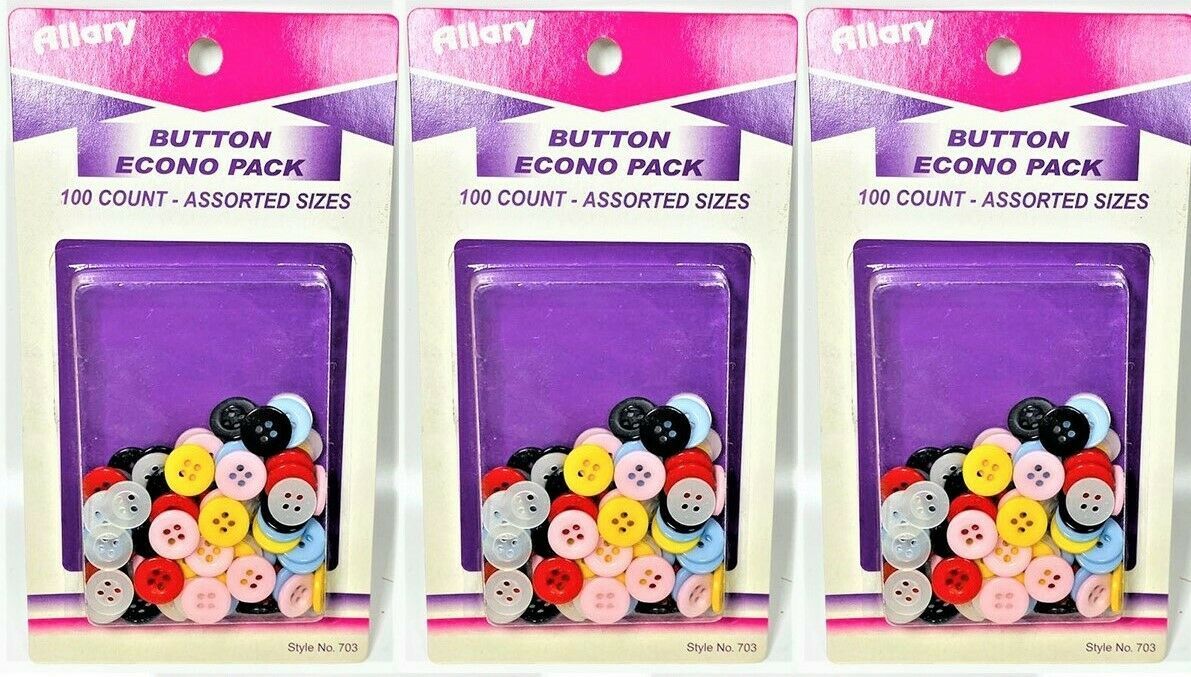 Allary
BUTTON
ECONO PACK
100 COUNT - ASSORTED SIZES
Style No. 703
Allary
BUTTON
ECONO PACK
100 COUNT - ASSORTED SIZES
Style No. 703
Allary
BUTTON
ECONO PACK
100 COUNT - ASSORTED SIZES
Style No. 703